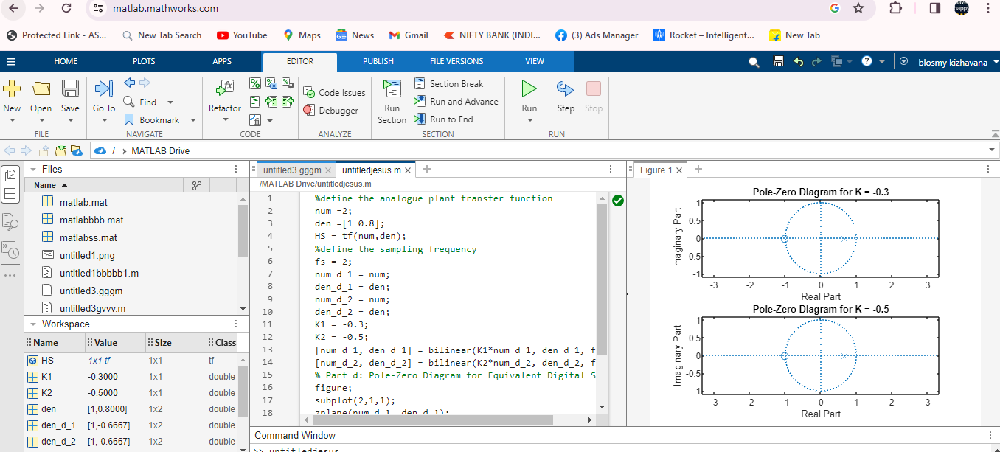 matlab.mathworks.com
Protected Link - AS... New Tab Search YouTube Maps News Gmail NIFTY BANK (INDI... (3) Ads Manager Rocket – Intelligent... New Tab
HOME PLOTS APPS EDITOR PUBLISH FILE VERSIONS VIEW blosmy kizhavana
New Open Save
FILE
Go To Find Bookmark
NAVIGATE
Refactor
CODE
Code Issues
Debugger
ANALYZE
Run Section
Section Break
Run and Advance
Run to End
SECTION
Run Step Stop
RUN
/ MATLAB Drive
Files
Name
matlab.mat
matlabbbb.mat
matlabss.mat
untitled1.png
untitled1bbbbb1.m
untitled3.gggm
untitled3gvvv.m
Workspace
Name Value Size Class
HS 1x1 tf 1x1 tf
K1 -0.3000 1x1 double
K2 -0.5000 1x1 double
den [1,0.8000] 1x2 double
den_d_1 [1,-0.6667] 1x2 double
den_d_2 [1,-0.6667] 1x2 double
untitled3.gggm untitledjesus.m
/MATLAB Drive/untitledjesus.m
1 %define the analogue plant transfer function
2 num =2;
3 den =[1 0.8];
4 HS = tf(num,den);
5 %define the sampling frequency
6 fs = 2;
7 num_d_1 = num;
8 den_d_1 = den;
9 num_d_2 = num;
10 den_d_2 = den;
11 K1 = -0.3;
12 K2 = -0.5;
13 [num_d_1, den_d_1] = bilinear(K1*num_d_1, den_d_1, f
14 [num_d_2, den_d_2] = bilinear(K2*num_d_2, den_d_2, f
15 % Part d: Pole-Zero Diagram for Equivalent Digital S
16 figure;
17 subplot(2,1,1);
18 zplane(num_d_1, den_d_1);
Figure 1
Pole-Zero Diagram for K = -0.3
Imaginary Part
1
0.5
0
-0.5
-1
-3 -2 -1 0 1 2 3
Real Part
Pole-Zero Diagram for K = -0.5
Imaginary Part
1
0.5
0
-0.5
-1
-3 -2 -1 0 1 2 3
Real Part
Command Window
>> untitledjesus